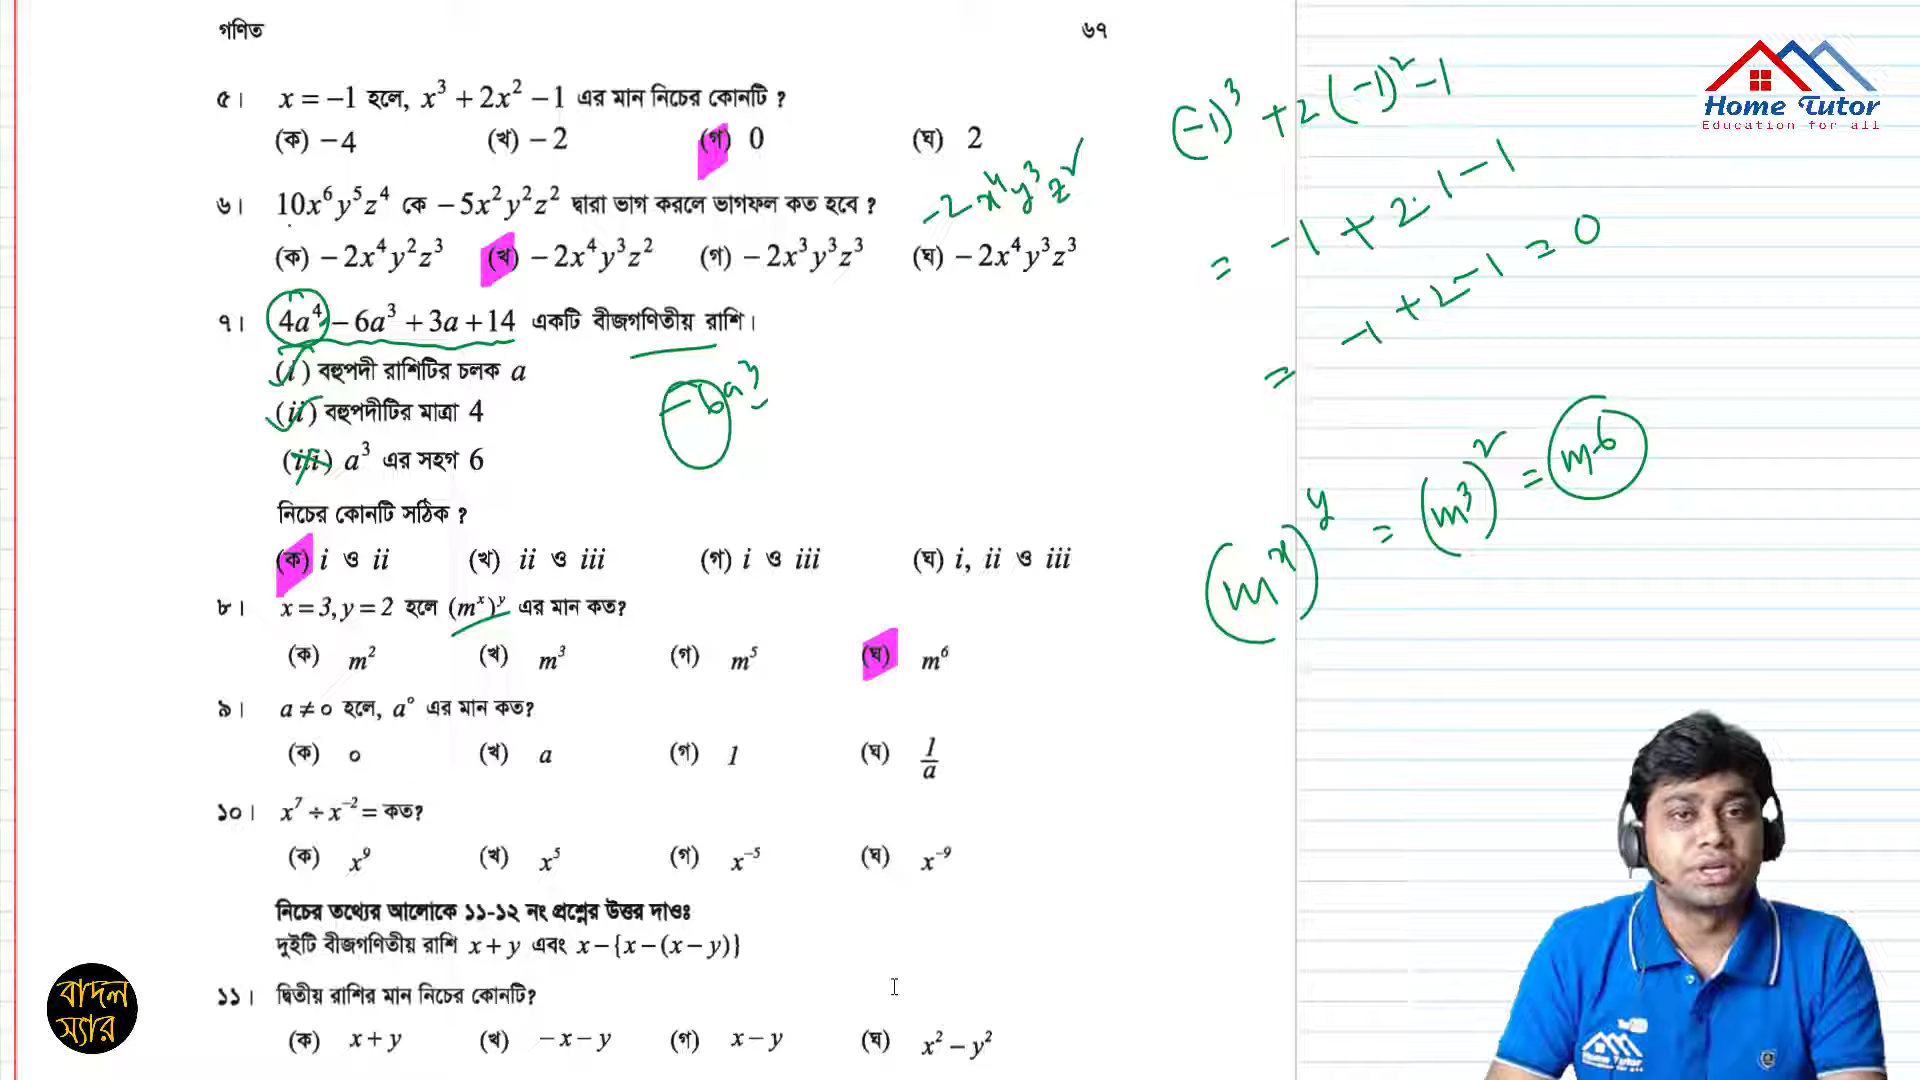 গণিত ৬৭
৫। x = −1 হলে, x³ + 2x² − 1 এর মান নিচের কোনটি ?
(ক) −4 (খ) −2 (গ) 0 (ঘ) 2
৬। 10x⁶y⁵z⁴ কে −5x²y²z² দ্বারা ভাগ করলে ভাগফল কত হবে ? −2x⁴y³z²
(ক) −2x⁴y²z³ (খ) −2x⁴y³z² (গ) −2x³y³z³ (ঘ) −2x⁴y³z³
৭। 4a⁴ − 6a³ + 3a + 14 একটি বীজগণিতীয় রাশি।
(i) বহুপদী রাশিটির চলক a
(ii) বহুপদীটির মাত্রা 4
(iii) a³ এর সহগ 6
−6a³
নিচের কোনটি সঠিক ?
(ক) i ও ii (খ) ii ও iii (গ) i ও iii (ঘ) i, ii ও iii
৮। x = 3, y = 2 হলে (mˣ)ʸ এর মান কত?
(ক) m² (খ) m³ (গ) m⁵ (ঘ) m⁶
৯। a ≠ ০ হলে, a° এর মান কত?
(ক) ০ (খ) a (গ) 1 (ঘ) 1/a
১০। x⁷ ÷ x⁻² = কত?
(ক) x⁹ (খ) x⁵ (গ) x⁻⁵ (ঘ) x⁻⁹
নিচের তথ্যের আলোকে ১১-১২ নং প্রশ্নের উত্তর দাওঃ
দুইটি বীজগণিতীয় রাশি x + y এবং x − {x − (x − y)}
১১। দ্বিতীয় রাশির মান নিচের কোনটি?
(ক) x + y (খ) −x − y (গ) x − y (ঘ) x² − y²
(−1)³ + 2(−1)² − 1
= −1 + 2.1 − 1
= −1 + 2 − 1 = 0
(mˣ)ʸ = (m³)² = m⁶
Home Tutor
Education for all
বাদল
স্যার
Home Tutor